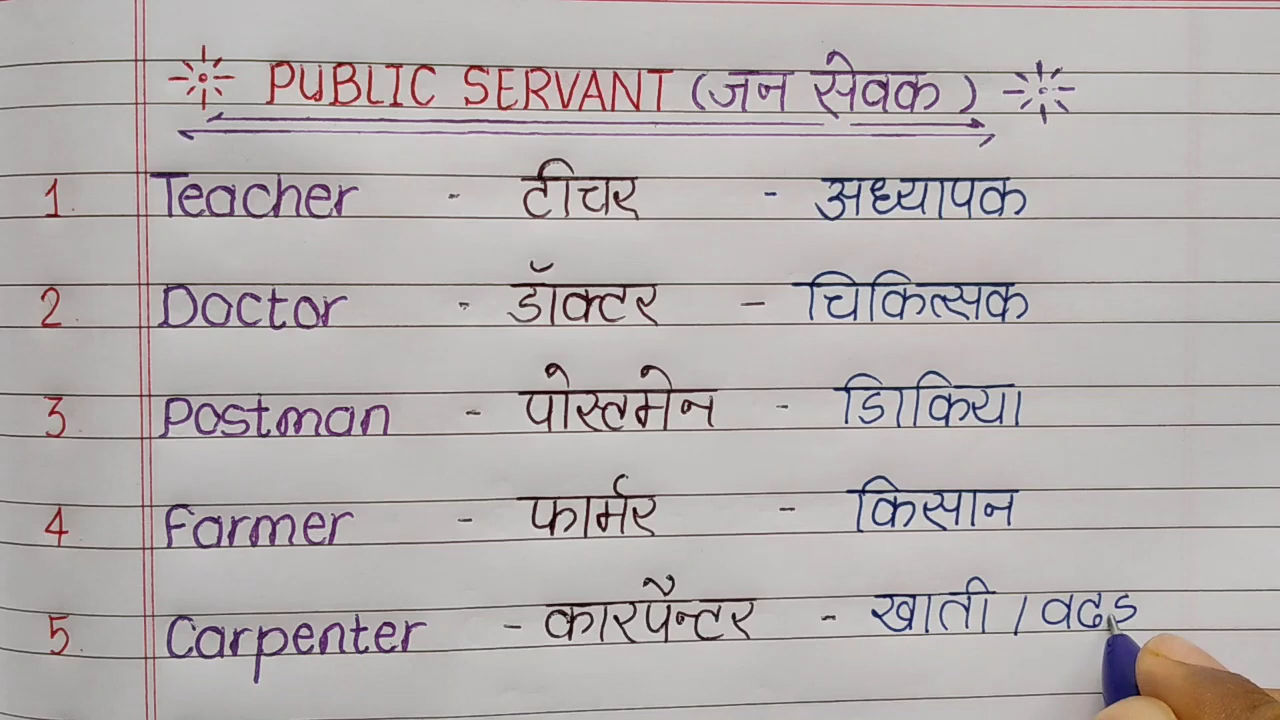 PUBLIC SERVANT (जन सेवक)
1. Teacher - टीचर - अध्यापक
2. Doctor - डॉक्टर - चिकित्सक
3. Postman - पोस्टमेन - डािकिया
4. Farmer - फार्मर - किसान
5. Carpenter - कारपैन्टर - खाती / वढइ